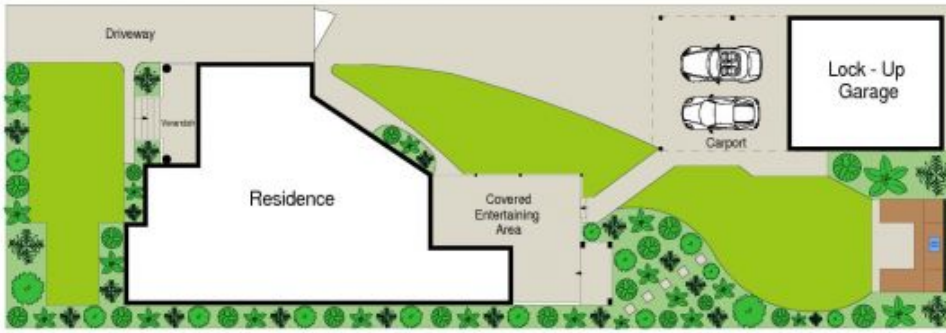 Driveway
Lock - Up
Garage
Verandah
Carport
Residence
Covered
Entertaining
Area